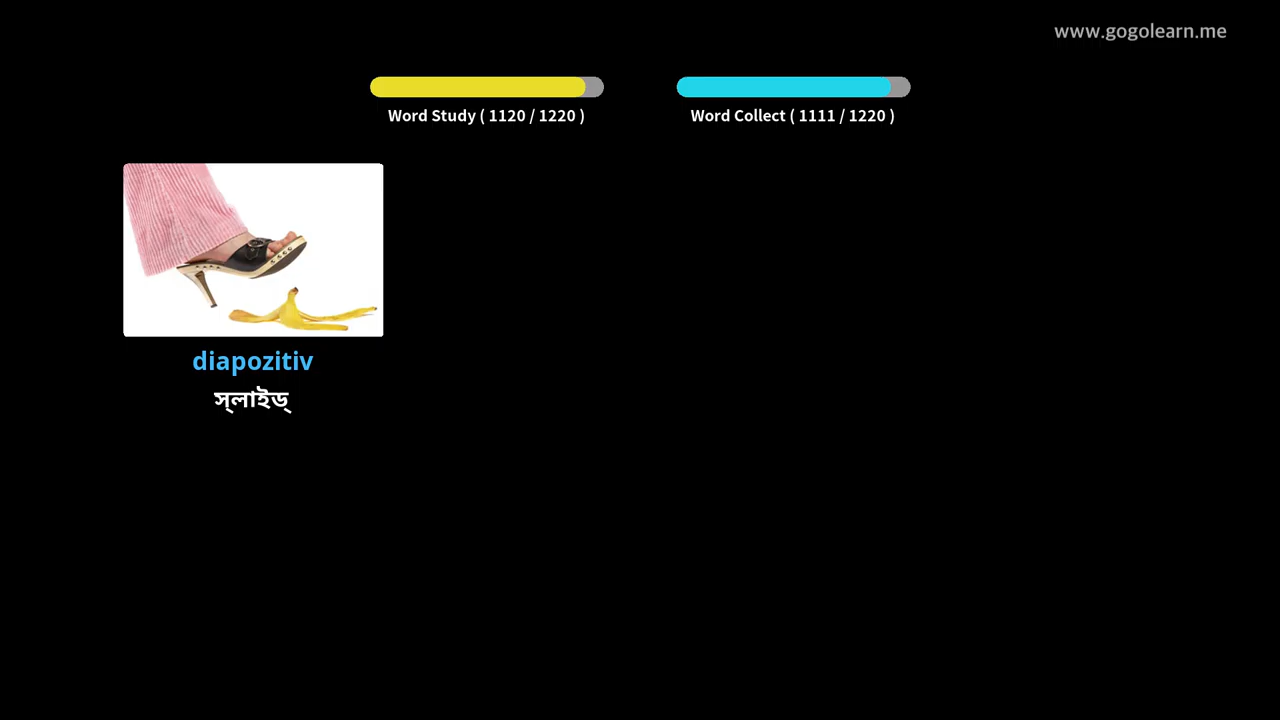 www.gogolearn.me
Word Study ( 1120 / 1220 )
Word Collect ( 1111 / 1220 )
diapozitiv
স্‌লাইড্